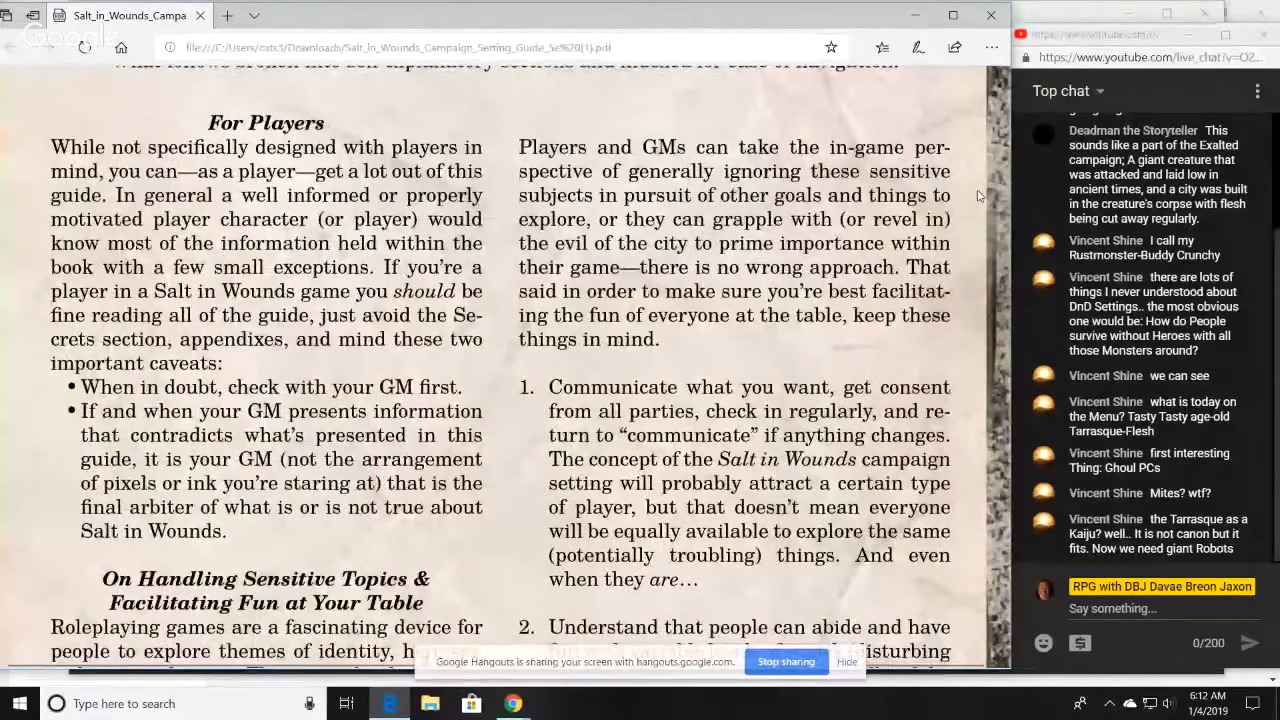 Salt_in_Wounds_Campa
Google
file:///C:/Users/cats3/Downloads/Salt_in_Wounds_Campaign_Setting_Guide_5e%20(1).pdf
For Players
While not specifically designed with players in
mind, you can—as a player—get a lot out of this
guide. In general a well informed or properly
motivated player character (or player) would
know most of the information held within the
book with a few small exceptions. If you're a
player in a Salt in Wounds game you should be
fine reading all of the guide, just avoid the Se-
crets section, appendixes, and mind these two
important caveats:
• When in doubt, check with your GM first.
• If and when your GM presents information
that contradicts what's presented in this
guide, it is your GM (not the arrangement
of pixels or ink you're staring at) that is the
final arbiter of what is or is not true about
Salt in Wounds.
On Handling Sensitive Topics &
Facilitating Fun at Your Table
Roleplaying games are a fascinating device for
people to explore themes of identity,
Players and GMs can take the in-game per-
spective of generally ignoring these sensitive
subjects in pursuit of other goals and things to
explore, or they can grapple with (or revel in)
the evil of the city to prime importance within
their game—there is no wrong approach. That
said in order to make sure you're best facilitat-
ing the fun of everyone at the table, keep these
things in mind.
1. Communicate what you want, get consent
from all parties, check in regularly, and re-
turn to “communicate” if anything changes.
The concept of the Salt in Wounds campaign
setting will probably attract a certain type
of player, but that doesn't mean everyone
will be equally available to explore the same
(potentially troubling) things. And even
when they are…
2. Understand that people can abide and have
disturbing
Google Hangouts is sharing your screen with hangouts.google.com.
Stop sharing
Hide
https://www.youtube.com/live_chat?v=O2...
Top chat
Deadman the Storyteller This
sounds like a part of the Exalted
campaign; A giant creature that
was attacked and laid low in
ancient times, and a city was built
in the creature's corpse with flesh
being cut away regularly.
Vincent Shine I call my
Rustmonster-Buddy Crunchy
Vincent Shine there are lots of
things I never understood about
DnD Settings.. the most obvious
one would be: How do People
survive without Heroes with all
those Monsters around?
Vincent Shine we can see
Vincent Shine what is today on
the Menu? Tasty Tasty age-old
Tarrasque-Flesh
Vincent Shine first interesting
Thing: Ghoul PCs
Vincent Shine Mites? wtf?
Vincent Shine the Tarrasque as a
Kaiju? well.. It is not canon but it
fits. Now we need giant Robots
RPG with DBJ Davae Breon Jaxon
Say something...
0/200
Type here to search
6:12 AM
1/4/2019